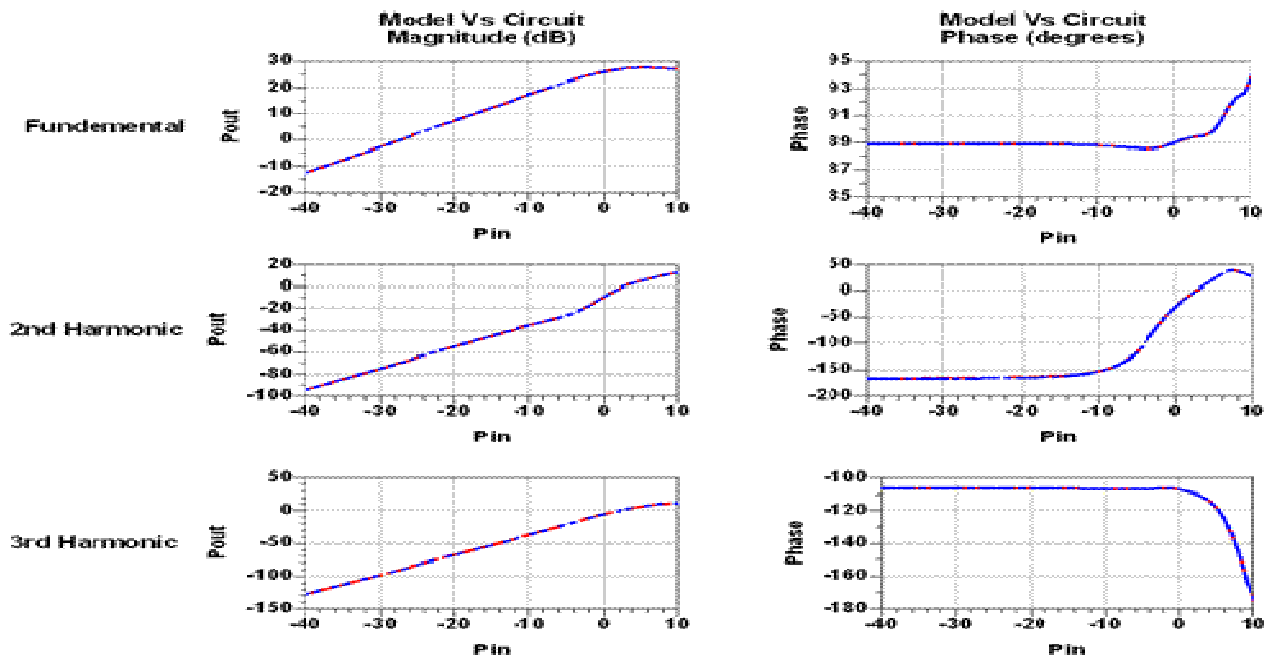 Model Vs Circuit
Magnitude (dB)
Model Vs Circuit
Phase (degrees)
Fundemental
Pout
30
20
10
0
-10
-20
-40 -30 -20 -10 0 10
Pin
Phase
95
93
91
89
87
85
-40 -30 -20 -10 0 10
Pin
2nd Harmonic
Pout
20
0
-20
-40
-60
-80
-100
-40 -30 -20 -10 0 10
Pin
Phase
50
0
-50
-100
-150
-200
-40 -30 -20 -10 0 10
Pin
3rd Harmonic
Pout
50
0
-50
-100
-150
-40 -30 -20 -10 0 10
Pin
Phase
-100
-120
-140
-160
-180
-40 -30 -20 -10 0 10
Pin